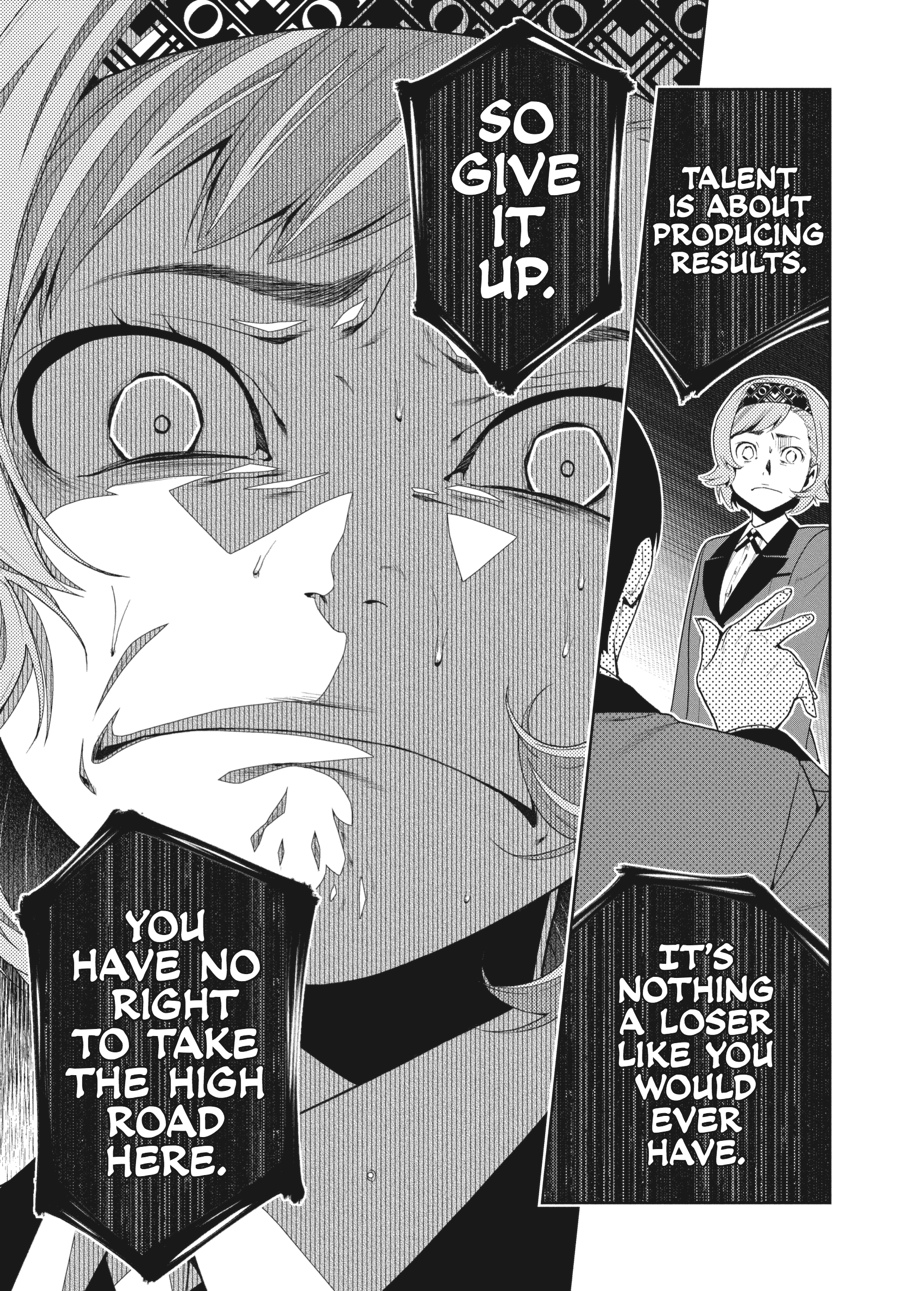 TALENT
IS ABOUT
PRODUCING
RESULTS.
IT'S
NOTHING
A LOSER
LIKE YOU
WOULD
EVER
HAVE.
SO
GIVE
IT
UP.
YOU
HAVE NO
RIGHT
TO TAKE
THE HIGH
ROAD
HERE.